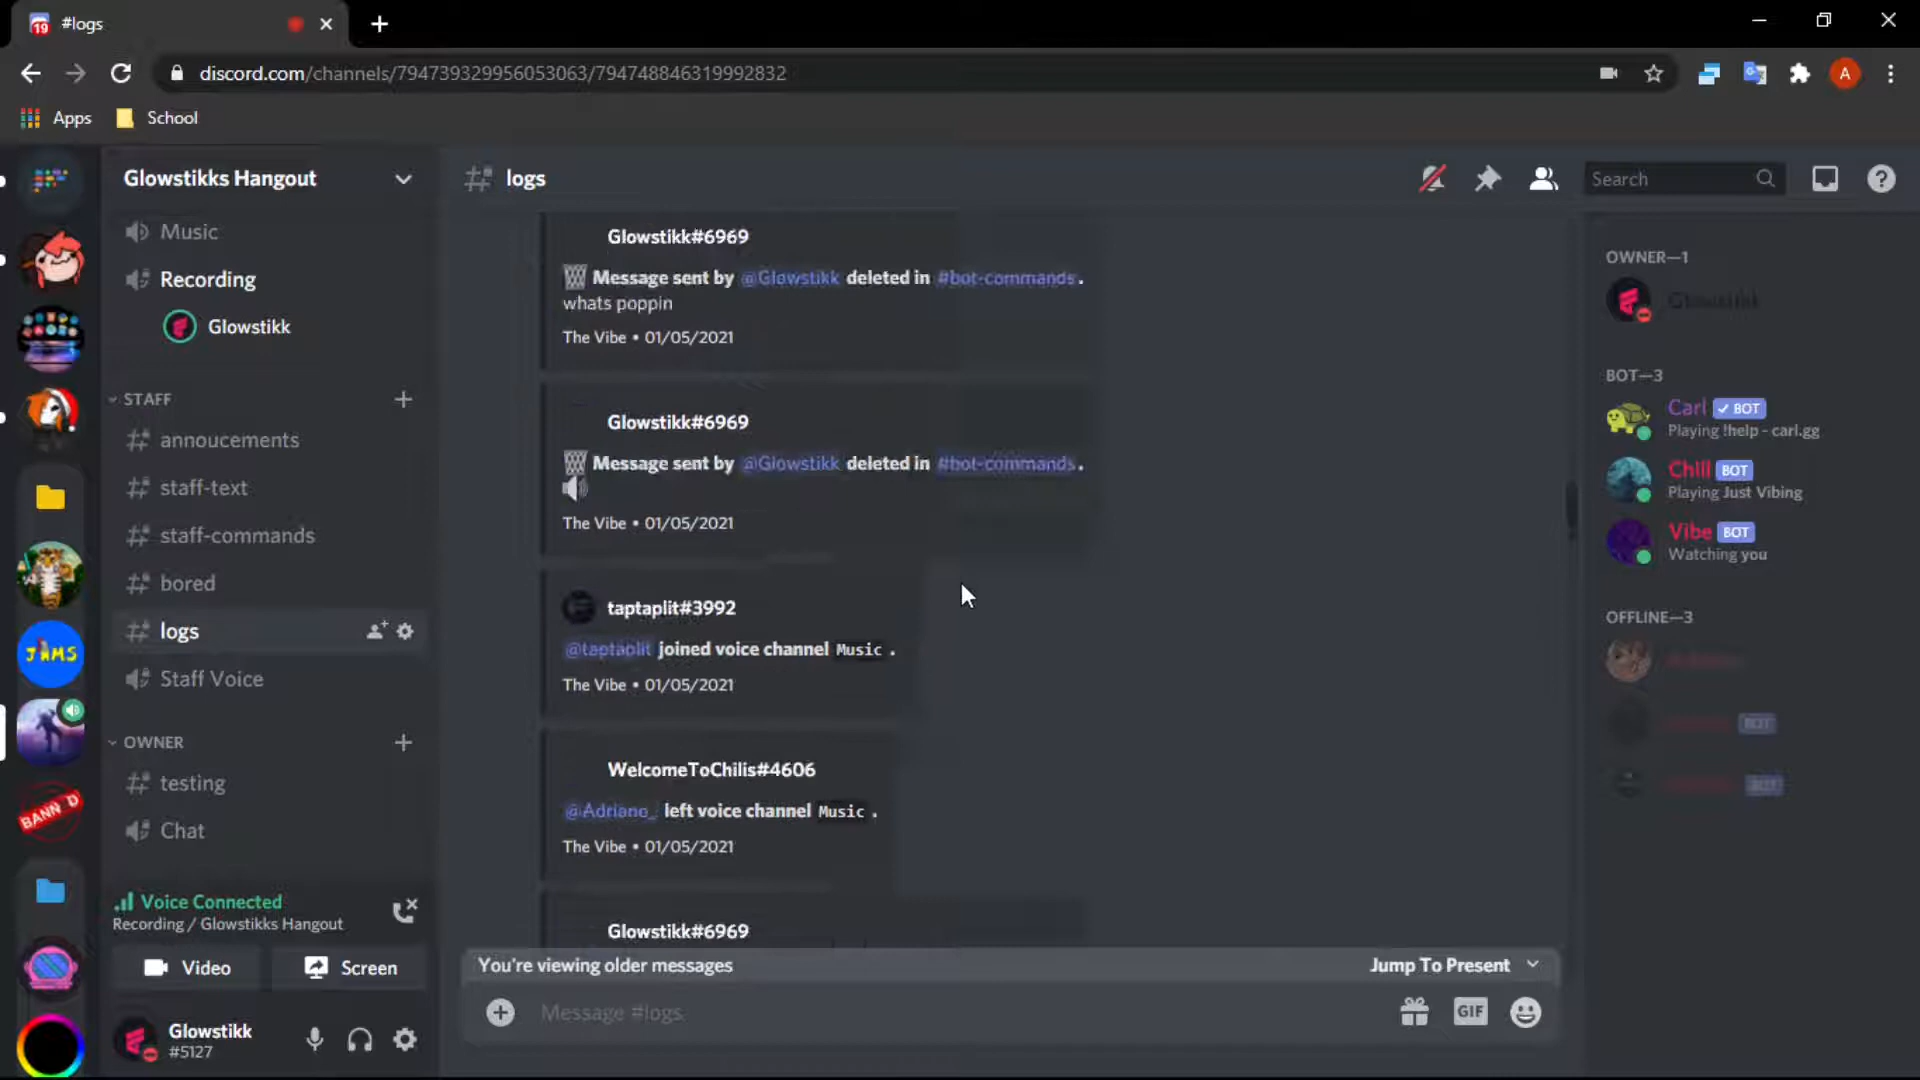 19
#logs
discord.com/channels/794739329956053063/794748846319992832
A
Apps
School
Glowstikks Hangout
Music
Recording
Glowstikk
STAFF
annoucements
staff-text
staff-commands
bored
logs
Staff Voice
OWNER
testing
Chat
Voice Connected
Recording / Glowstikks Hangout
Video
Screen
Glowstikk
#5127
JAMS
BANN D
logs
Search
Glowstikk#6969
Message sent by @Glowstikk deleted in #bot-commands.
whats poppin
The Vibe • 01/05/2021
Glowstikk#6969
Message sent by @Glowstikk deleted in #bot-commands.
The Vibe • 01/05/2021
taptaplit#3992
@taptaplit joined voice channel Music .
The Vibe • 01/05/2021
WelcomeToChilis#4606
@Adriano_ left voice channel Music .
The Vibe • 01/05/2021
Glowstikk#6969
You're viewing older messages
Jump To Present
Message #logs
GIF
OWNER—1
Glowstikk
BOT—3
Carl BOT
Playing !help - carl.gg
Chill BOT
Playing Just Vibing
Vibe BOT
Watching you
OFFLINE—3
BOT
BOT